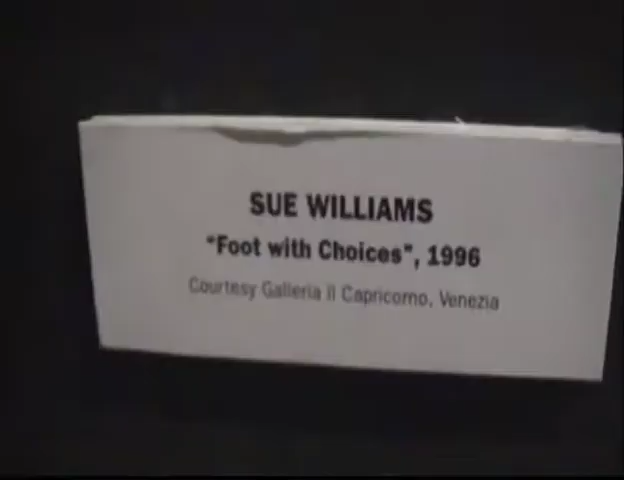 SUE WILLIAMS
"Foot with Choices", 1996
Courtesy Galleria Il Capricorno, Venezia